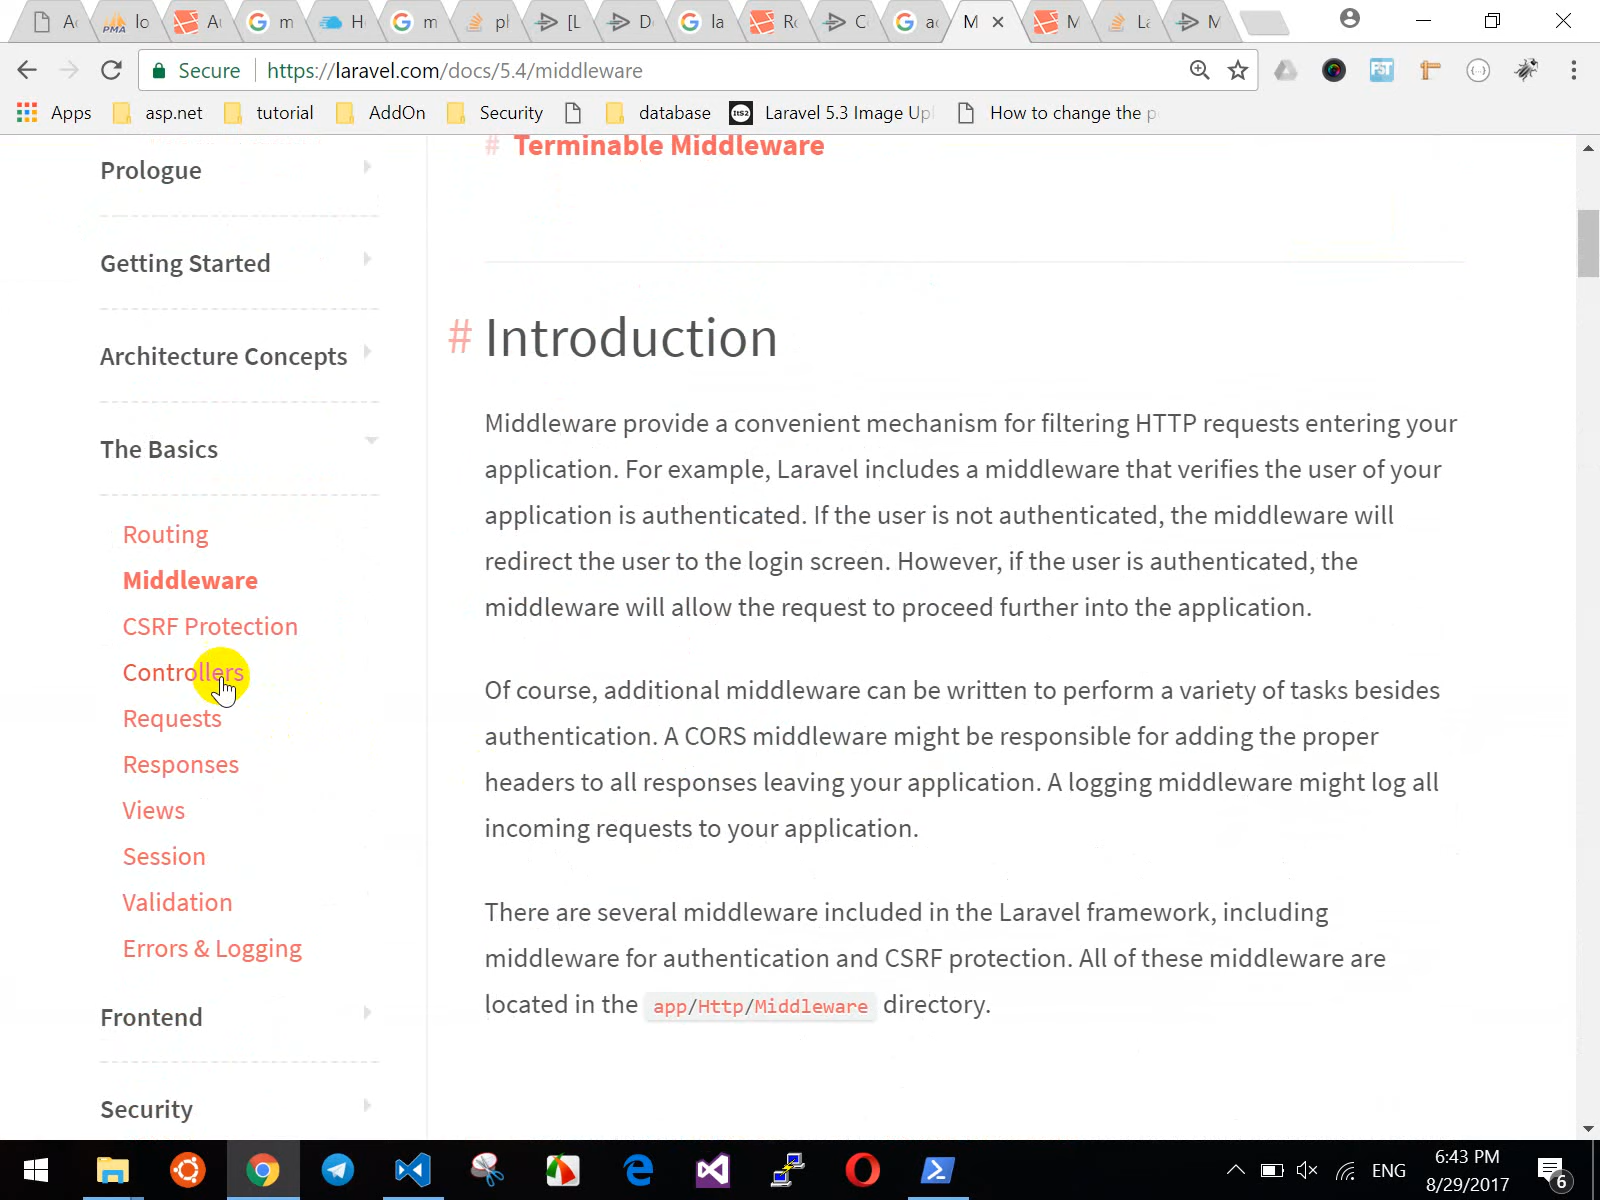 Secure
https://laravel.com/docs/5.4/middleware
Apps
asp.net
tutorial
AddOn
Security
database
Laravel 5.3 Image Upl
How to change the p
Prologue
Getting Started
Architecture Concepts
The Basics
Routing
Middleware
CSRF Protection
Controllers
Requests
Responses
Views
Session
Validation
Errors & Logging
Frontend
Security
# Terminable Middleware
# Introduction
Middleware provide a convenient mechanism for filtering HTTP requests entering your
application. For example, Laravel includes a middleware that verifies the user of your
application is authenticated. If the user is not authenticated, the middleware will
redirect the user to the login screen. However, if the user is authenticated, the
middleware will allow the request to proceed further into the application.
Of course, additional middleware can be written to perform a variety of tasks besides
authentication. A CORS middleware might be responsible for adding the proper
headers to all responses leaving your application. A logging middleware might log all
incoming requests to your application.
There are several middleware included in the Laravel framework, including
middleware for authentication and CSRF protection. All of these middleware are
located in the app/Http/Middleware directory.
ENG
6:43 PM
8/29/2017
6